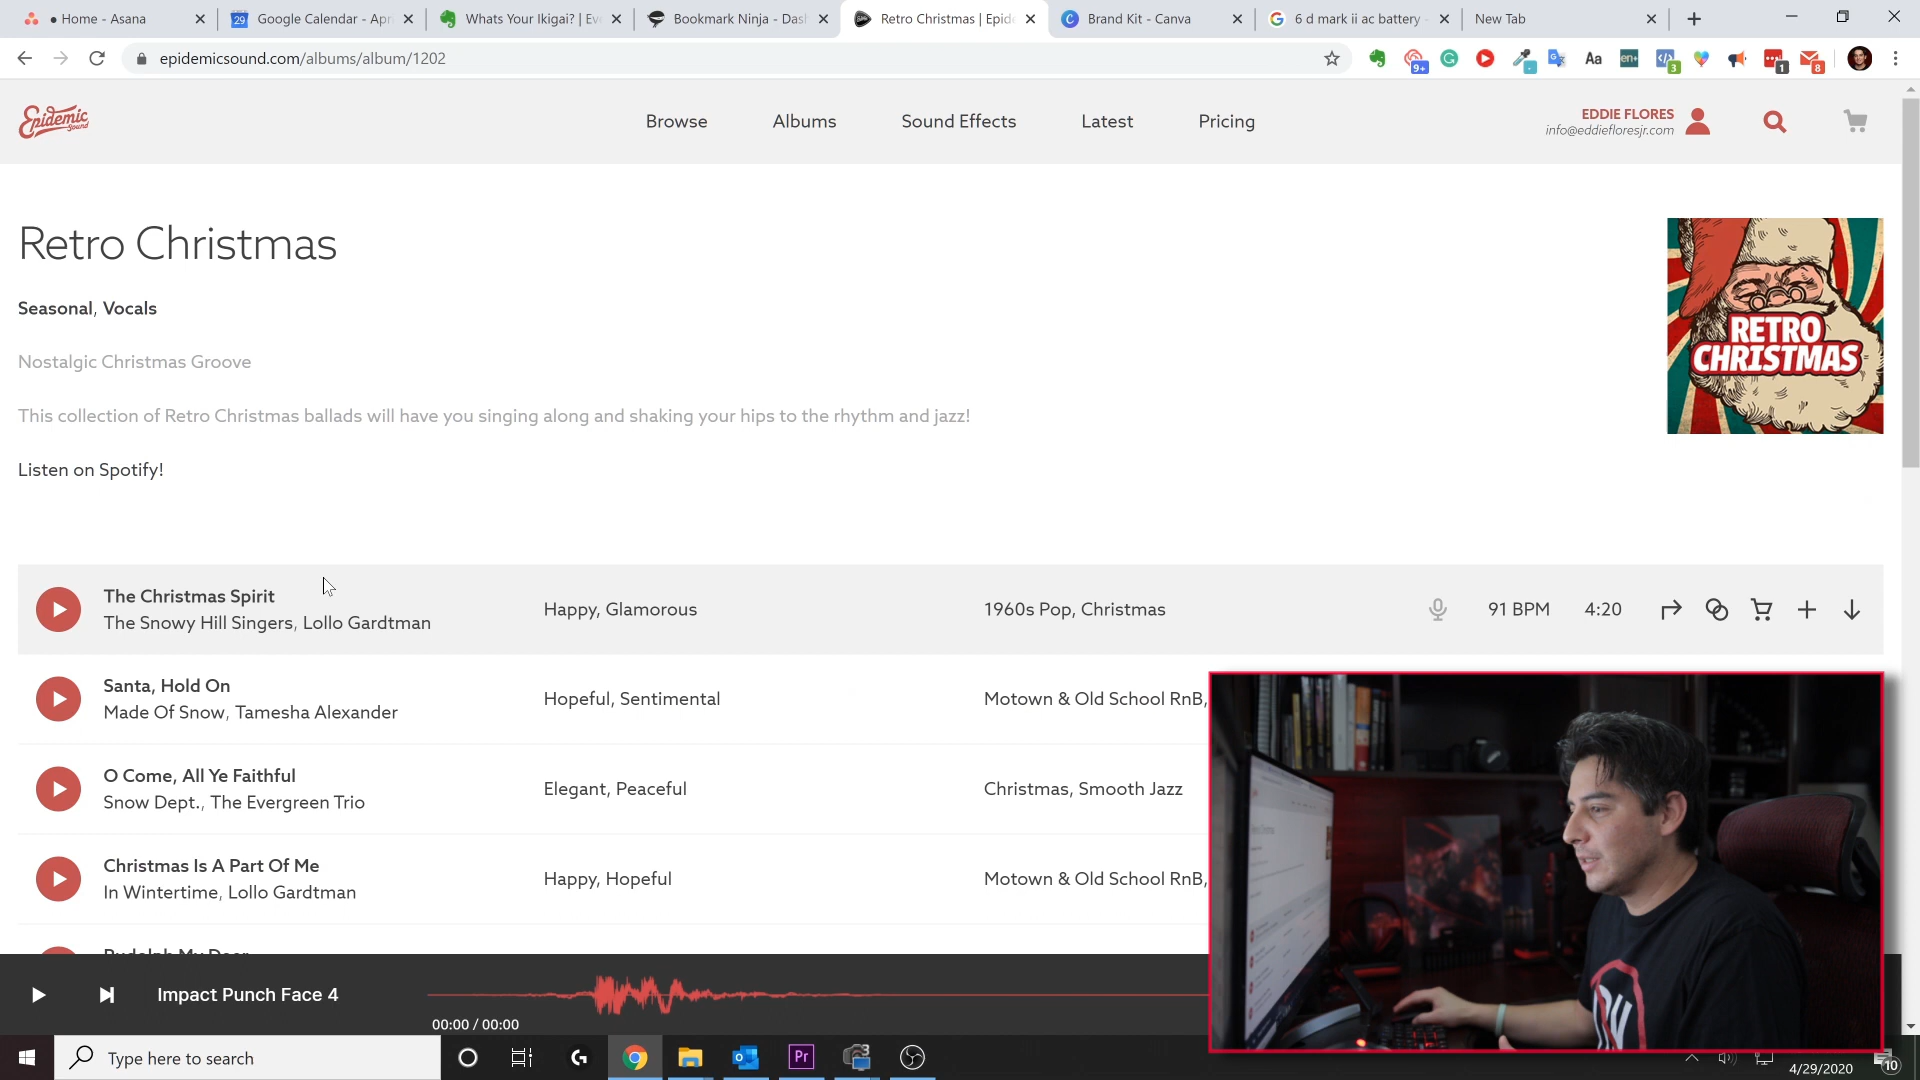 ● Home - Asana
Google Calendar - Apr
Whats Your Ikigai? | Ev
Bookmark Ninja - Das
Retro Christmas | Epide
Brand Kit - Canva
6 d mark ii ac battery
New Tab
epidemicsound.com/albums/album/1202
Epidemic Sound
Browse
Albums
Sound Effects
Latest
Pricing
EDDIE FLORES
info@eddiefloresjr.com
Retro Christmas
Seasonal, Vocals
Nostalgic Christmas Groove
This collection of Retro Christmas ballads will have you singing along and shaking your hips to the rhythm and jazz!
Listen on Spotify!
RETRO
CHRISTMAS
The Christmas Spirit
The Snowy Hill Singers, Lollo Gardtman
Happy, Glamorous
1960s Pop, Christmas
91 BPM
4:20
Santa, Hold On
Made Of Snow, Tamesha Alexander
Hopeful, Sentimental
Motown & Old School RnB,
O Come, All Ye Faithful
Snow Dept., The Evergreen Trio
Elegant, Peaceful
Christmas, Smooth Jazz
Christmas Is A Part Of Me
In Wintertime, Lollo Gardtman
Happy, Hopeful
Motown & Old School RnB,
Impact Punch Face 4
00:00 / 00:00
Type here to search
4/29/2020
10